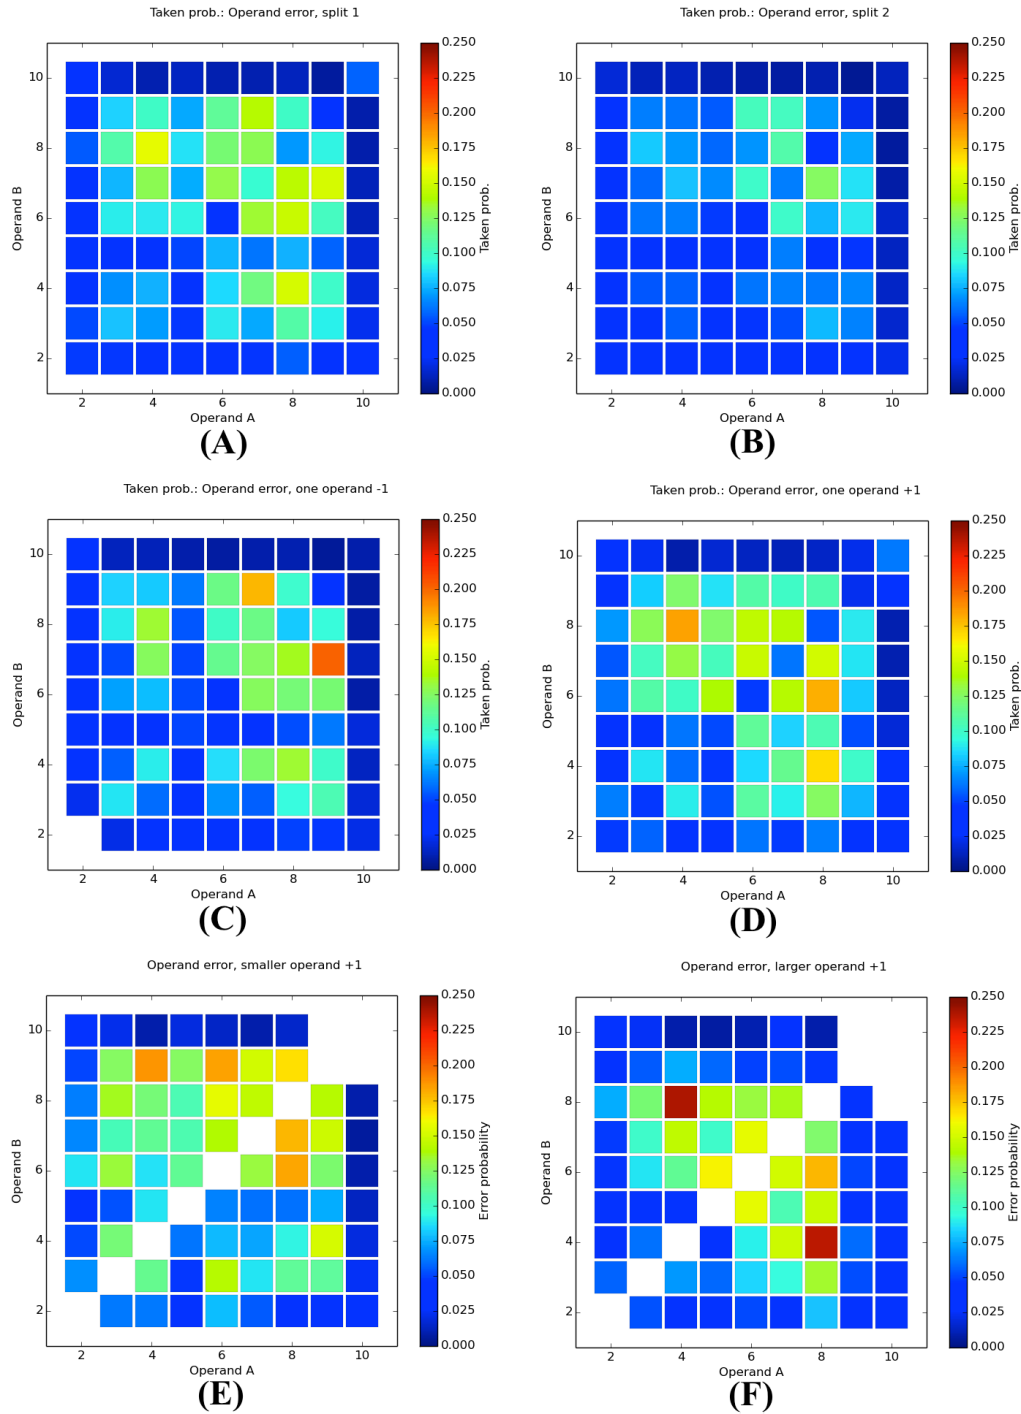 Taken prob.: Operand error, split 1
10
8
6
4
2
Operand B
2 4 6 8 10
Operand A
0.250
0.225
0.200
0.175
0.150
0.125
0.100
0.075
0.050
0.025
0.000
Taken prob.
(A)
Taken prob.: Operand error, split 2
10
8
6
4
2
Operand B
2 4 6 8 10
Operand A
0.250
0.225
0.200
0.175
0.150
0.125
0.100
0.075
0.050
0.025
0.000
Taken prob.
(B)
Taken prob.: Operand error, one operand -1
10
8
6
4
2
Operand B
2 4 6 8 10
Operand A
0.250
0.225
0.200
0.175
0.150
0.125
0.100
0.075
0.050
0.025
0.000
Taken prob.
(C)
Taken prob.: Operand error, one operand +1
10
8
6
4
2
Operand B
2 4 6 8 10
Operand A
0.250
0.225
0.200
0.175
0.150
0.125
0.100
0.075
0.050
0.025
0.000
Taken prob.
(D)
Operand error, smaller operand +1
10
8
6
4
2
Operand B
2 4 6 8 10
Operand A
0.250
0.225
0.200
0.175
0.150
0.125
0.100
0.075
0.050
0.025
0.000
Error probability
(E)
Operand error, larger operand +1
10
8
6
4
2
Operand B
2 4 6 8 10
Operand A
0.250
0.225
0.200
0.175
0.150
0.125
0.100
0.075
0.050
0.025
0.000
Error probability
(F)